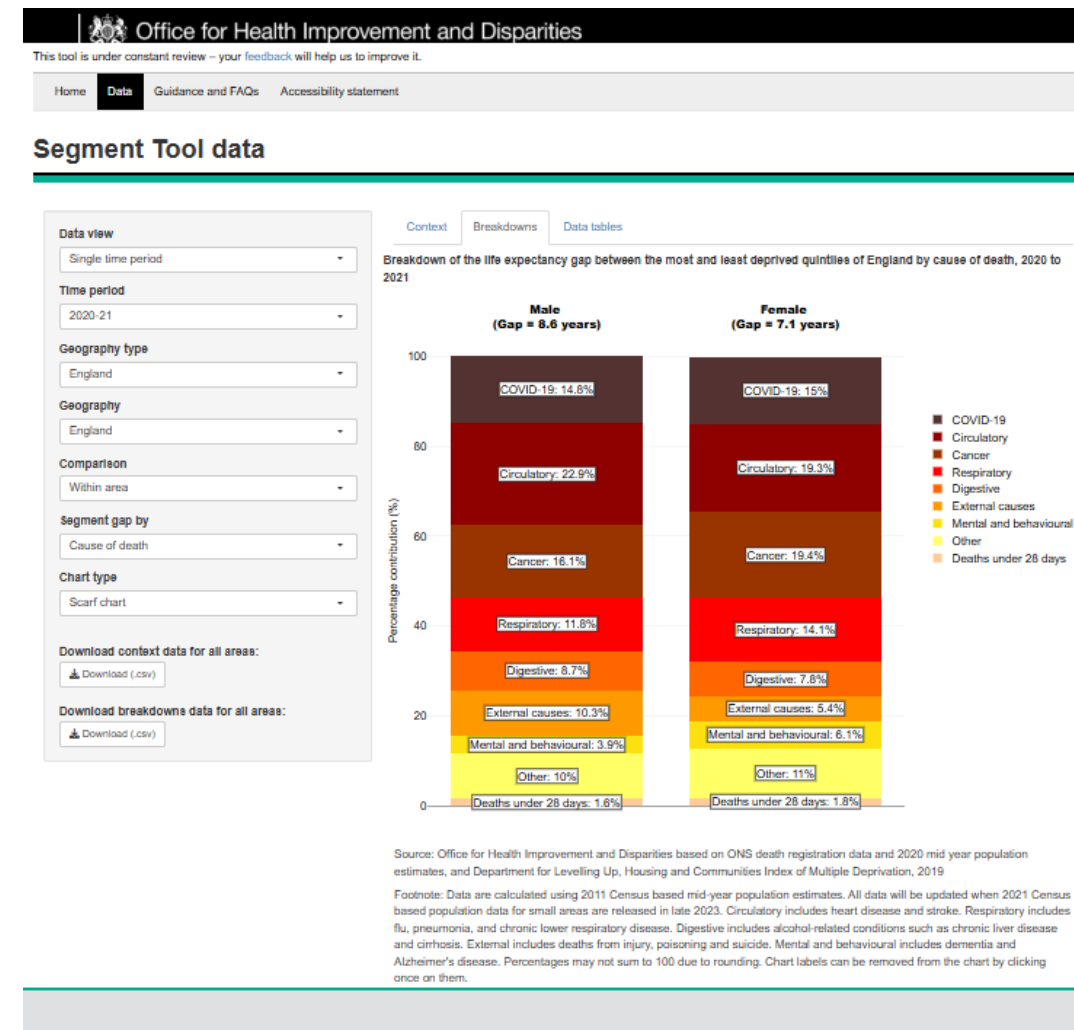 Office for Health Improvement and Disparities
This tool is under constant review – your feedback will help us to improve it.
Home Data Guidance and FAQs Accessibility statement
Segment Tool data
Data view
Single time period
Time period
2020-21
Geography type
England
Geography
England
Comparison
Within area
Segment gap by
Cause of death
Chart type
Scarf chart
Download context data for all areas:
Download (.csv)
Download breakdowns data for all areas:
Download (.csv)
Context Breakdowns Data tables
Breakdown of the life expectancy gap between the most and least deprived quintiles of England by cause of death, 2020 to
2021
Male
(Gap = 8.6 years)
Female
(Gap = 7.1 years)
Percentage contribution (%)
100
80
60
40
20
0
COVID-19: 14.8%
Circulatory: 22.9%
Cancer: 16.1%
Respiratory: 11.8%
Digestive: 8.7%
External causes: 10.3%
Mental and behavioural: 3.9%
Other: 10%
Deaths under 28 days: 1.6%
COVID-19: 15%
Circulatory: 19.3%
Cancer: 19.4%
Respiratory: 14.1%
Digestive: 7.8%
External causes: 5.4%
Mental and behavioural: 6.1%
Other: 11%
Deaths under 28 days: 1.8%
COVID-19
Circulatory
Cancer
Respiratory
Digestive
External causes
Mental and behavioural
Other
Deaths under 28 days
Source: Office for Health Improvement and Disparities based on ONS death registration data and 2020 mid year population
estimates, and Department for Levelling Up, Housing and Communities Index of Multiple Deprivation, 2019
Footnote: Data are calculated using 2011 Census based mid-year population estimates. All data will be updated when 2021 Census
based population data for small areas are released in late 2023. Circulatory includes heart disease and stroke. Respiratory includes
flu, pneumonia, and chronic lower respiratory disease. Digestive includes alcohol-related conditions such as chronic liver disease
and cirrhosis. External includes deaths from injury, poisoning and suicide. Mental and behavioural includes dementia and
Alzheimer's disease. Percentages may not sum to 100 due to rounding. Chart labels can be removed from the chart by clicking
once on them.